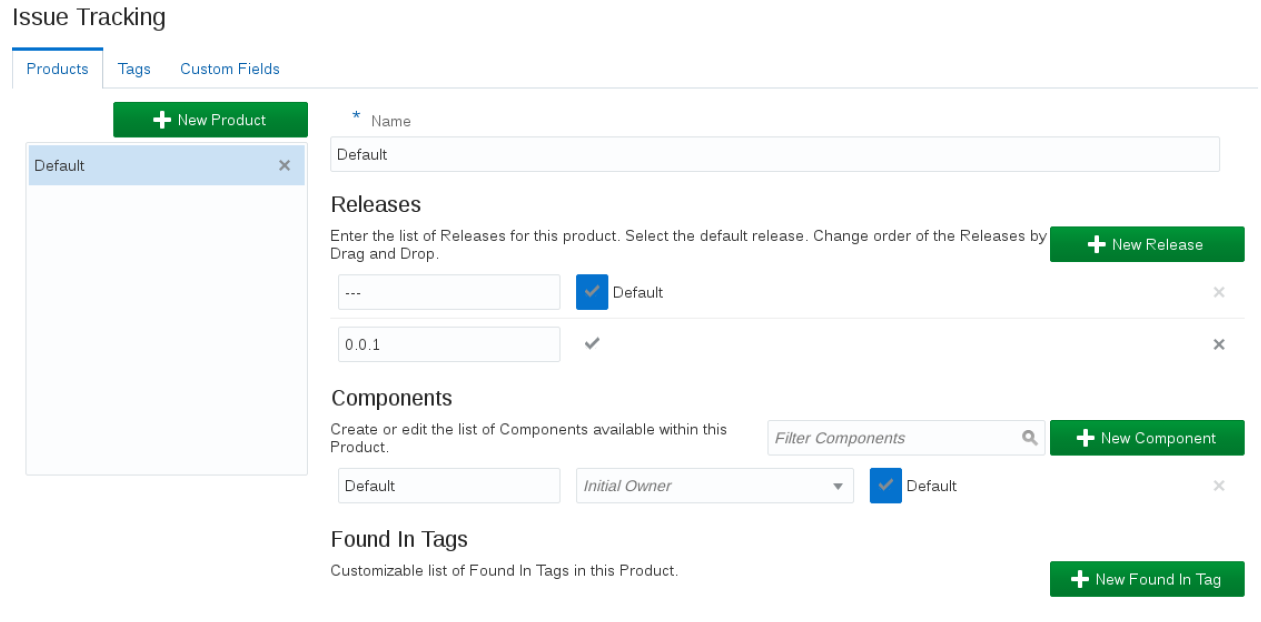 Issue Tracking
Products Tags Custom Fields
New Product
Default
* Name
Default
Releases
Enter the list of Releases for this product. Select the default release. Change order of the Releases by
Drag and Drop.
New Release
--- Default
0.0.1
Components
Create or edit the list of Components available within this
Product.
Filter Components
New Component
Default Initial Owner Default
Found In Tags
Customizable list of Found In Tags in this Product.
New Found In Tag